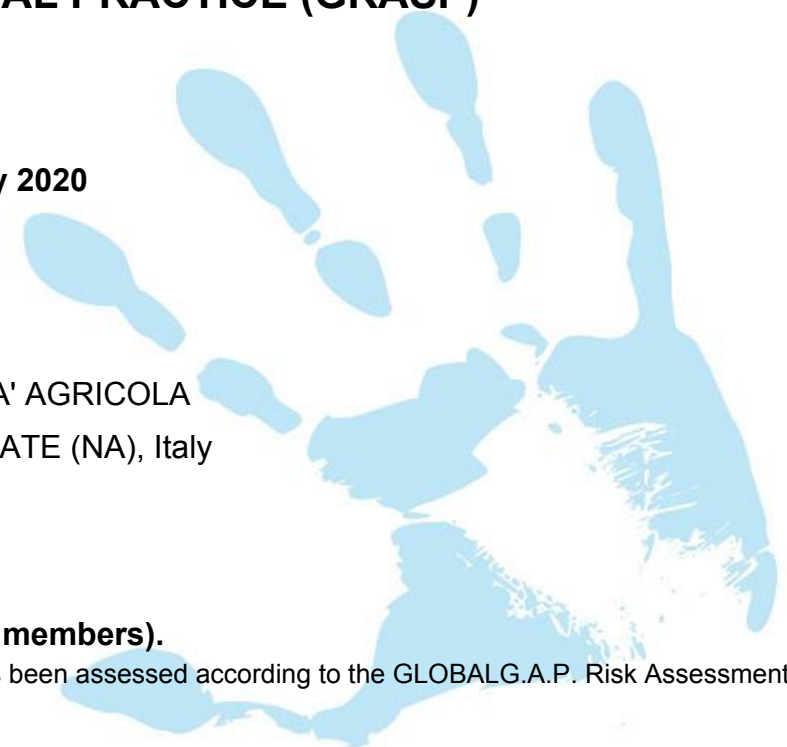 AL PRACTICE (GRASP)
y 2020
A' AGRICOLA
ATE (NA), Italy
members).
been assessed according to the GLOBALG.A.P. Risk Assessment